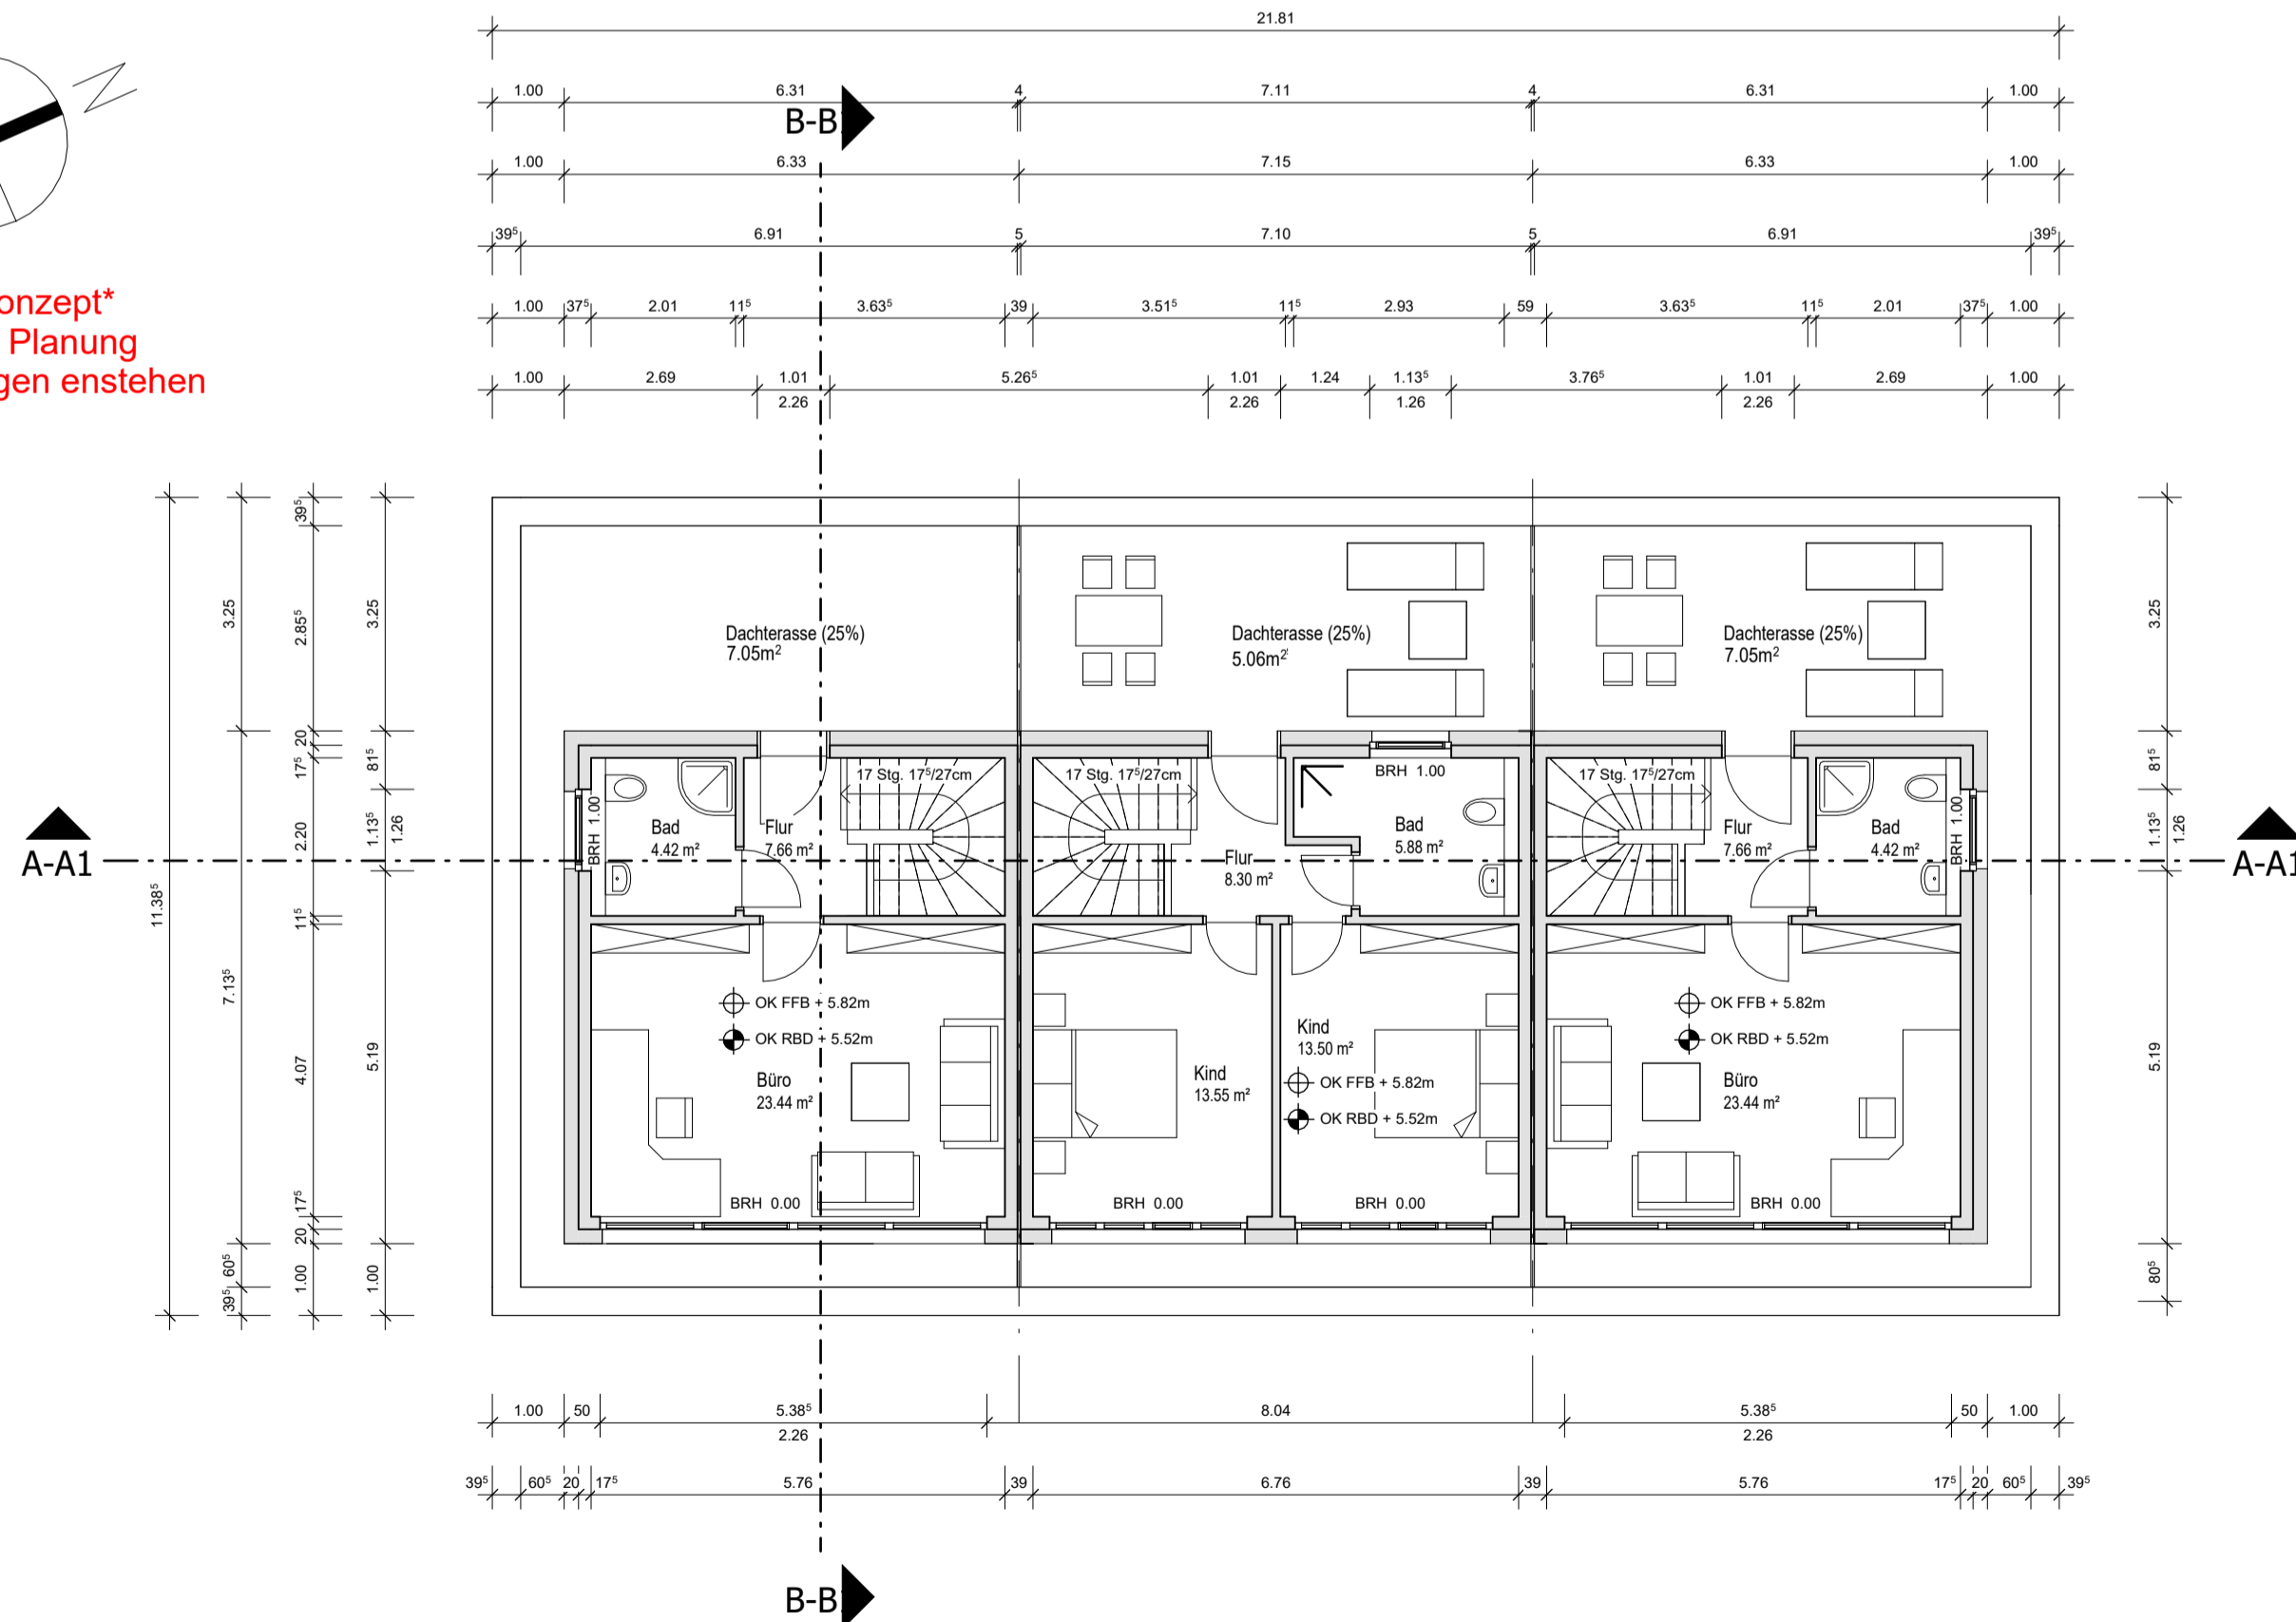 21.81
1.00 6.31 4 7.11 4 6.31 1.00
B-B
1.00 6.33 7.15 6.33 1.00
N
39⁵ 6.91 5 7.10 5 6.91 39⁵
onzept*
Planung
gen enstehen
1.00 37⁵ 2.01 11⁵ 3.63⁵ 39 3.51⁵ 11⁵ 2.93 59 3.63⁵ 11⁵ 2.01 37⁵ 1.00
1.00 2.69 1.01 5.26⁵ 1.01 1.24 1.13⁵ 3.76⁵ 1.01 2.69 1.00
2.26 2.26 1.26 2.26
11.38⁵
3.25 7.13⁵ 60⁵ 39⁵
39⁵ 2.85⁵ 20 17⁵ 2.20 11⁵ 4.07 17⁵ 20 1.00
3.25 81⁵ 1.13⁵ 5.19 1.00
1.26
Dachterasse (25%)
7.05m²
Dachterasse (25%)
5.06m²
Dachterasse (25%)
7.05m²
17 Stg. 17⁵/27cm
17 Stg. 17⁵/27cm
BRH 1.00
17 Stg. 17⁵/27cm
BRH 1.00
Bad
4.42 m²
Flur
7.66 m²
Flur
8.30 m²
Bad
5.88 m²
Flur
7.66 m²
Bad
4.42 m²
BRH 1.00
A-A1
A-A1
OK FFB + 5.82m
OK RBD + 5.52m
Büro
23.44 m²
BRH 0.00
Kind
13.55 m²
BRH 0.00
Kind
13.50 m²
OK FFB + 5.82m
OK RBD + 5.52m
BRH 0.00
OK FFB + 5.82m
OK RBD + 5.52m
Büro
23.44 m²
BRH 0.00
3.25 81⁵ 1.13⁵ 5.19 80⁵
1.26
1.00 50 5.38⁵ 8.04 5.38⁵ 50 1.00
2.26 2.26
39⁵ 60⁵ 20 17⁵ 5.76 39 6.76 39 5.76 17⁵ 20 60⁵ 39⁵
B-B